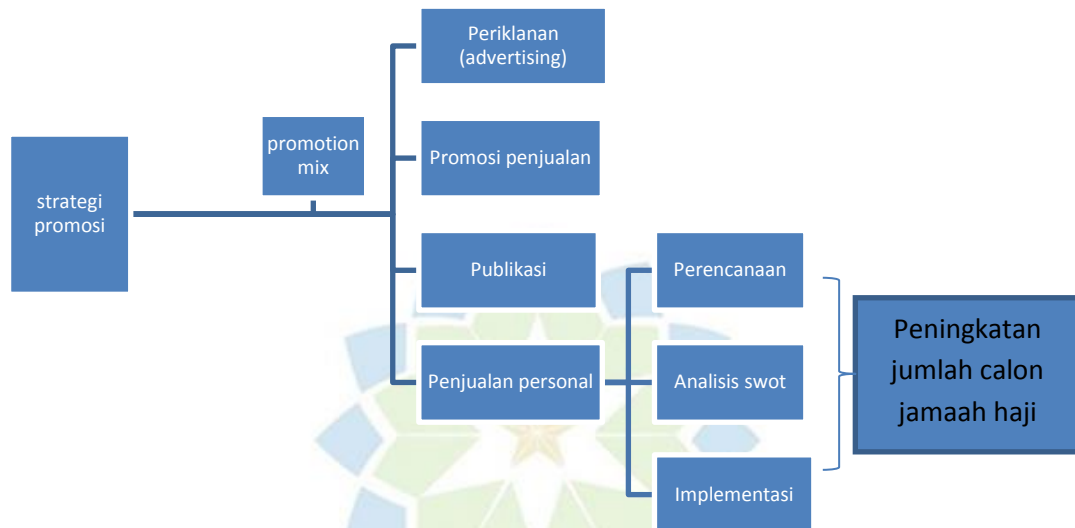 strategi
promosi
promotion
mix
Periklanan
(advertising)
Promosi penjualan
Publikasi
Penjualan personal
Perencanaan
Analisis swot
Implementasi
Peningkatan
jumlah calon
jamaah haji